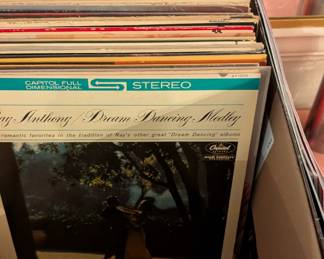 CAPITOL FULL
DIMENSIONAL
STEREO
Ray Anthony / Dream Dancing Medley
romantic favorites in the tradition of Ray's other great "Dream Dancing" albums
Capitol